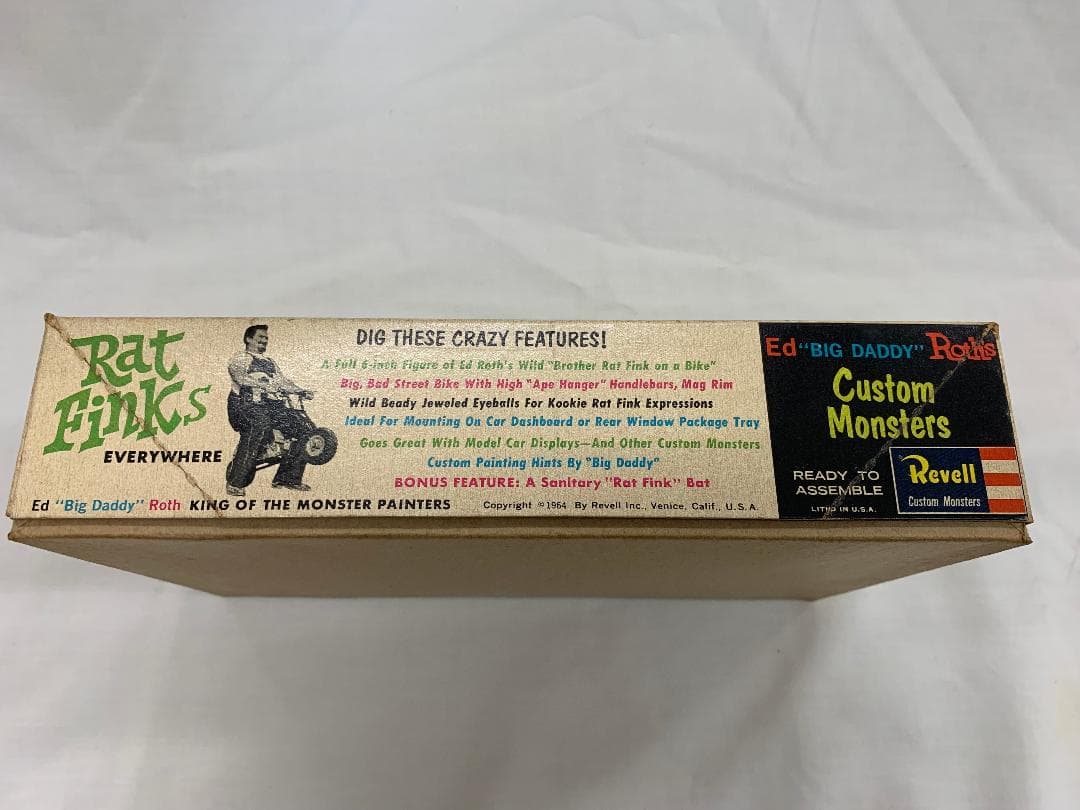 Rat
Finks
EVERYWHERE
Ed "Big Daddy" Roth KING OF THE MONSTER PAINTERS
DIG THESE CRAZY FEATURES!
A Full 6-inch Figure of Ed Roth's Wild "Brother Rat Fink on a Bike"
Big, Bad Street Bike With High "Ape Hanger" Handlebars, Mag Rim
Wild Beady Jeweled Eyeballs For Kookie Rat Fink Expressions
Ideal For Mounting On Car Dashboard or Rear Window Package Tray
Goes Great With Model Car Displays—And Other Custom Monsters
Custom Painting Hints By "Big Daddy"
BONUS FEATURE: A Sanitary "Rat Fink" Bat
Copyright ©1964 By Revell Inc., Venice, Calif., U.S.A.
Ed "BIG DADDY" Roth's
Custom
Monsters
READY TO
ASSEMBLE
LITHO IN U.S.A.
Revell
Custom Monsters